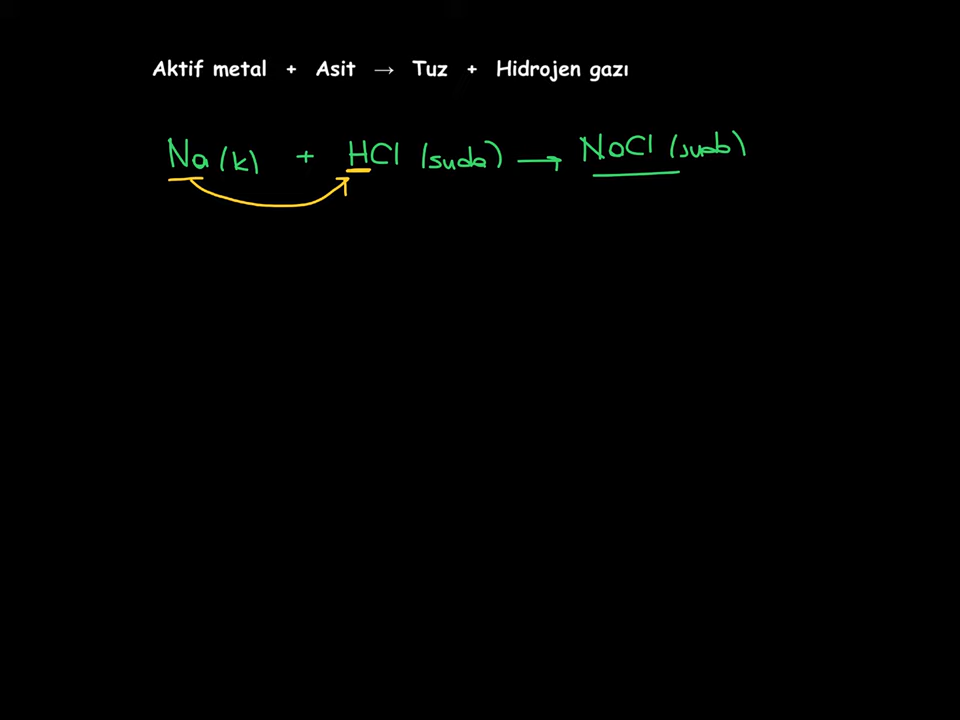 Aktif metal + Asit → Tuz + Hidrojen gazı
Na (k) + HCl (suda) → NaCl (suda)